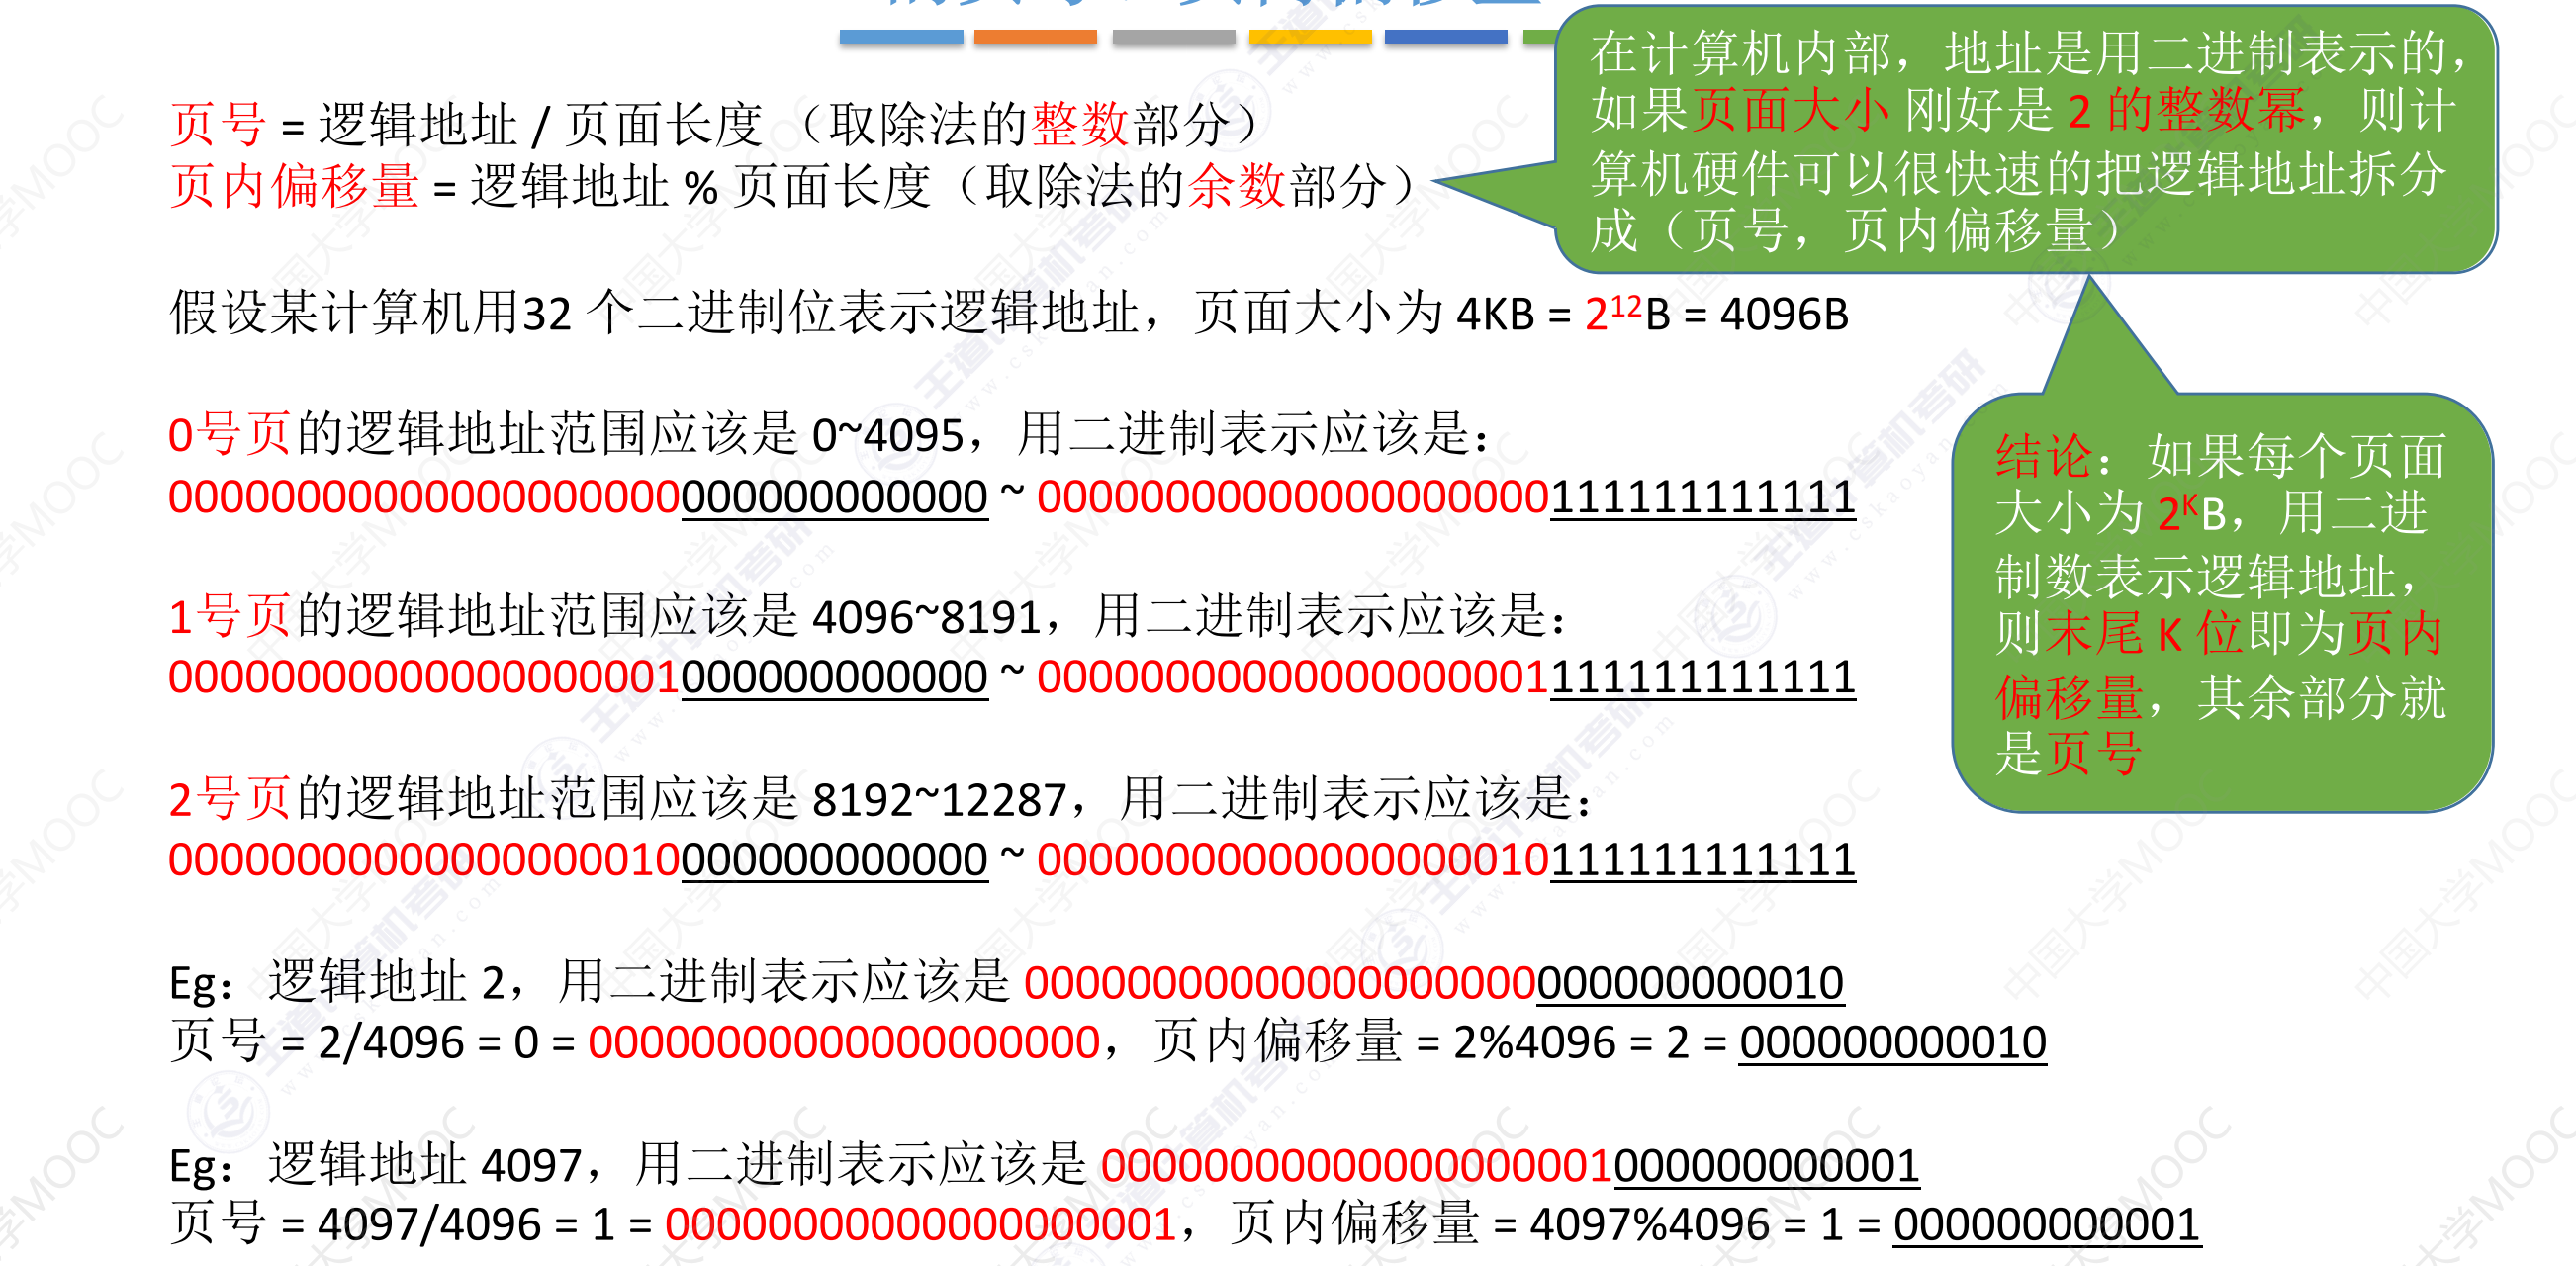 页号 = 逻辑地址 / 页面长度 （取除法的整数部分）
页内偏移量 = 逻辑地址 % 页面长度（取除法的余数部分）
在计算机内部，地址是用二进制表示的，
如果页面大小 刚好是 2 的整数幂，则计
算机硬件可以很快速的把逻辑地址拆分
成（页号，页内偏移量）
假设某计算机用32 个二进制位表示逻辑地址，页面大小为 4KB = 2¹²B = 4096B
0号页的逻辑地址范围应该是 0~4095，用二进制表示应该是：
00000000000000000000000000000000 ~ 00000000000000000000111111111111
1号页的逻辑地址范围应该是 4096~8191，用二进制表示应该是：
00000000000000000001000000000000 ~ 00000000000000000001111111111111
2号页的逻辑地址范围应该是 8192~12287，用二进制表示应该是：
00000000000000000010000000000000 ~ 00000000000000000010111111111111
结论：如果每个页面
大小为 2ᴷB，用二进
制数表示逻辑地址，
则末尾 K 位即为页内
偏移量，其余部分就
是页号
Eg：逻辑地址 2，用二进制表示应该是 00000000000000000000000000000010
页号 = 2/4096 = 0 = 00000000000000000000，页内偏移量 = 2%4096 = 2 = 000000000010
Eg：逻辑地址 4097，用二进制表示应该是 00000000000000000001000000000001
页号 = 4097/4096 = 1 = 00000000000000000001，页内偏移量 = 4097%4096 = 1 = 000000000001